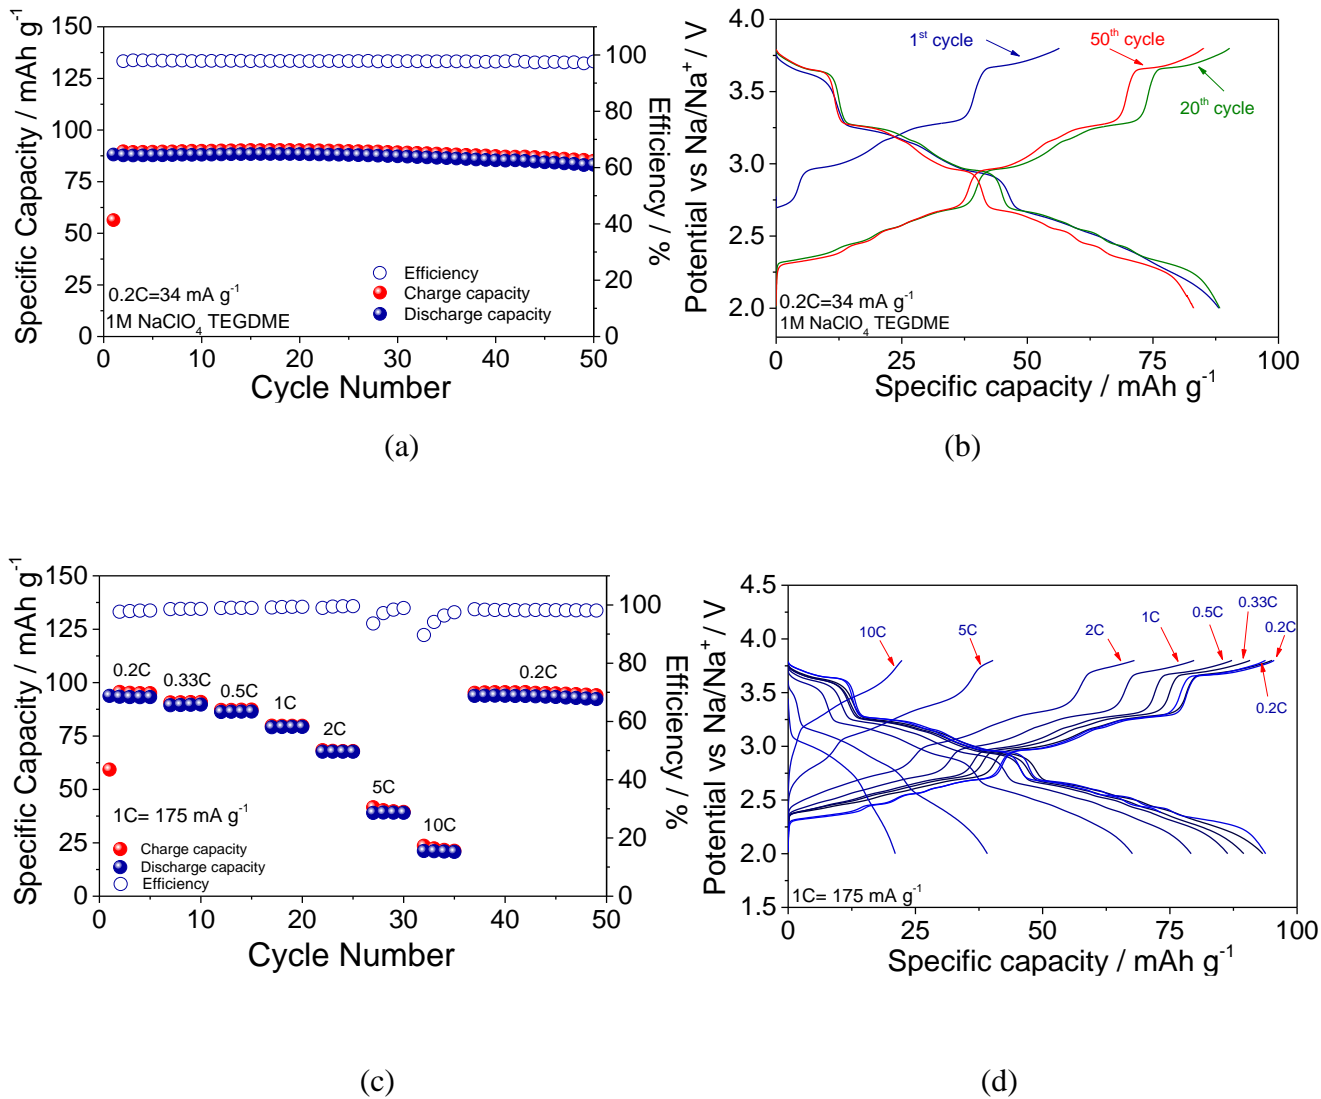 150
125
100
75
50
25
0
Specific Capacity / mAh g⁻¹
100
80
60
40
20
0
Efficiency / %
Efficiency
Charge capacity
Discharge capacity
0.2C=34 mA g⁻¹
1M NaClO₄ TEGDME
0 10 20 30 40 50
Cycle Number
(a)
4.0
3.5
3.0
2.5
2.0
Potential vs Na/Na⁺ / V
1ˢᵗ cycle
50ᵗʰ cycle
20ᵗʰ cycle
0.2C=34 mA g⁻¹
1M NaClO₄ TEGDME
0 25 50 75 100
Specific capacity / mAh g⁻¹
(b)
150
125
100
75
50
25
0
Specific Capacity / mAh g⁻¹
100
80
60
40
20
0
Efficiency / %
0.2C
0.33C
0.5C
1C
2C
5C
10C
0.2C
1C= 175 mA g⁻¹
Charge capacity
Discharge capacity
Efficiency
0 10 20 30 40 50
Cycle Number
(c)
4.5
4.0
3.5
3.0
2.5
2.0
1.5
Potential vs Na/Na⁺ / V
10C
5C
2C
1C
0.5C
0.33C
0.2C
0.2C
1C= 175 mA g⁻¹
0 25 50 75 100
Specific capacity / mAh g⁻¹
(d)